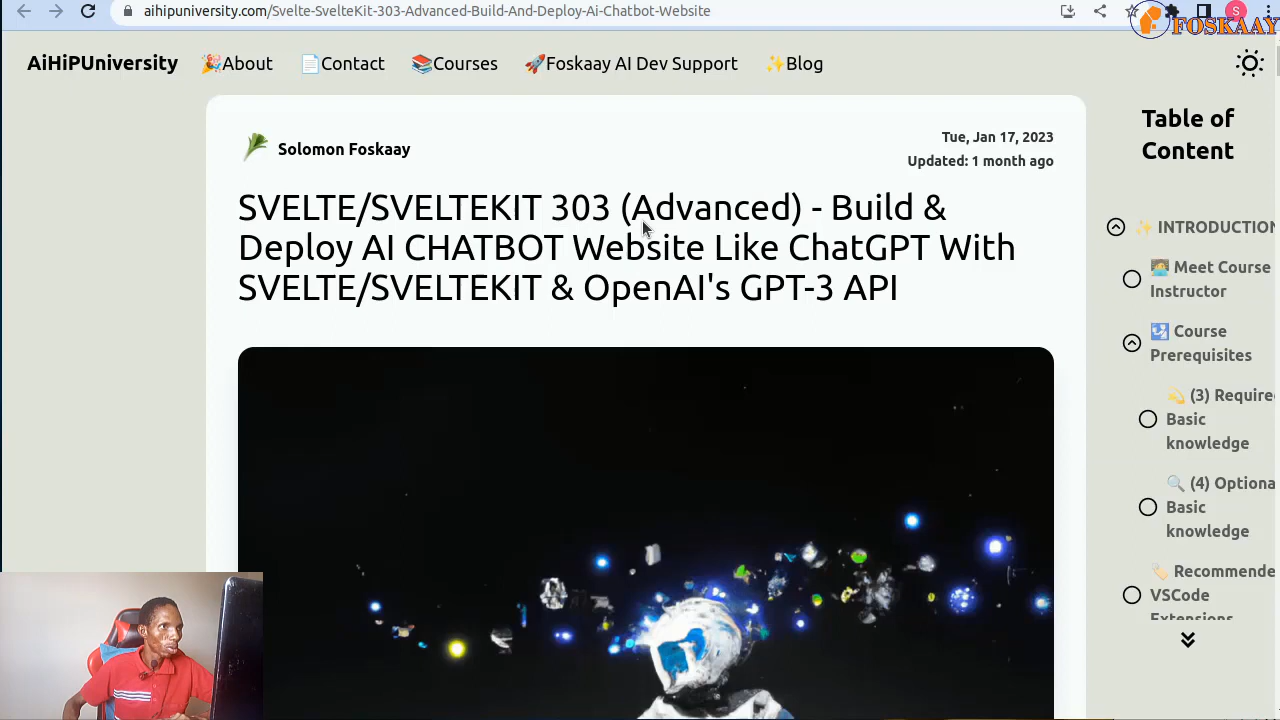 aihipuniversity.com/Svelte-SvelteKit-303-Advanced-Build-And-Deploy-Ai-Chatbot-Website
S
FOSKAAY
AiHiPUniversity
🎉About
📄Contact
📚Courses
🚀Foskaay AI Dev Support
✨Blog
Solomon Foskaay
Tue, Jan 17, 2023
Updated: 1 month ago
SVELTE/SVELTEKIT 303 (Advanced) - Build &
Deploy AI CHATBOT Website Like ChatGPT With
SVELTE/SVELTEKIT & OpenAI's GPT-3 API
Table of
Content
✨ INTRODUCTION
🧑‍💻 Meet Course
Instructor
🛂 Course
Prerequisites
💫 (3) Require
Basic
knowledge
🔍 (4) Optiona
Basic
knowledge
🏷️ Recommende
VSCode
Extensions